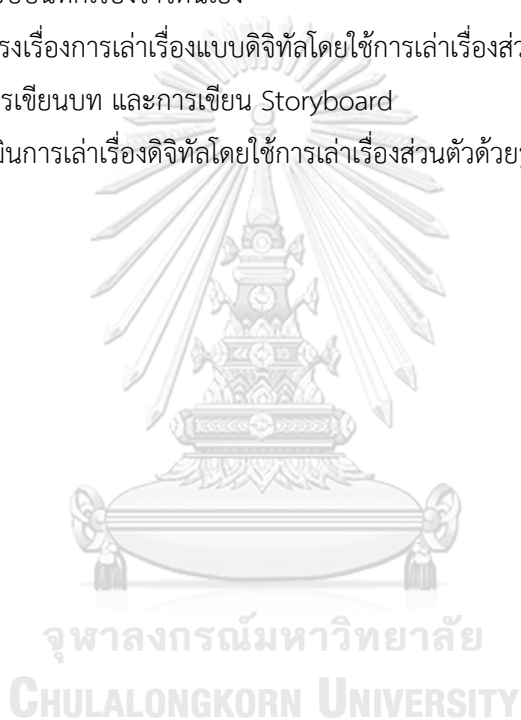 รงเรื่องการเล่าเรื่องแบบดิจิทัลโดยใช้การเล่าเรื่องส่ว
รเขียนบท และการเขียน Storyboard
มินการเล่าเรื่องดิจิทัลโดยใช้การเล่าเรื่องส่วนตัวด้วย
จุฬาลงกรณ์มหาวิทยาลัย
CHULALONGKORN UNIVERSITY